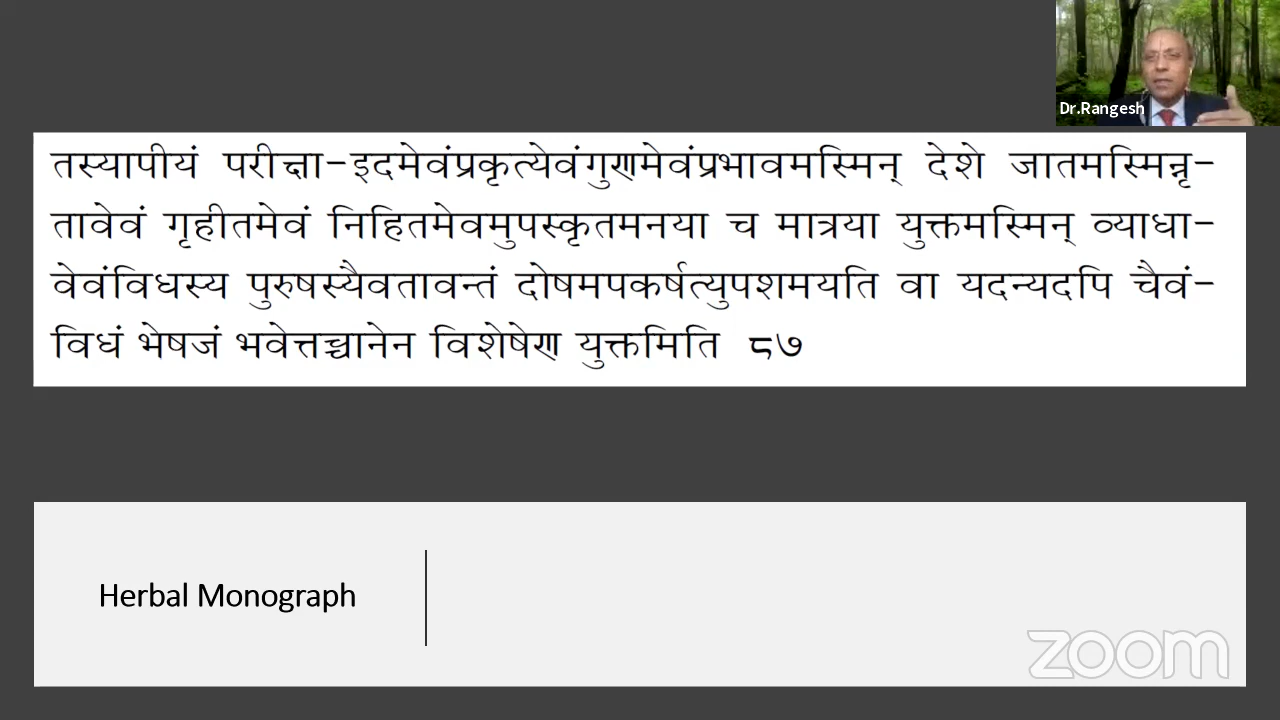 Dr.Rangesh
तस्यापीयं परीक्षा-इदमेवंप्रकृत्येवंगुणमेवंप्रभावमस्मिन् देशे जातमस्मिन्नृ-
तावेवं गृहीतमेवं निहितमेवमुपस्कृतमनया च मात्रया युक्तमस्मिन् व्याधा-
वेवंविधस्य पुरुषस्यैवतावन्तं दोषमपकर्षत्युपशमयति वा यदन्यदपि चैवं-
विधं भेषजं भवेत्तच्चानेन विशेषेण युक्तमिति ८७
Herbal Monograph
zoom